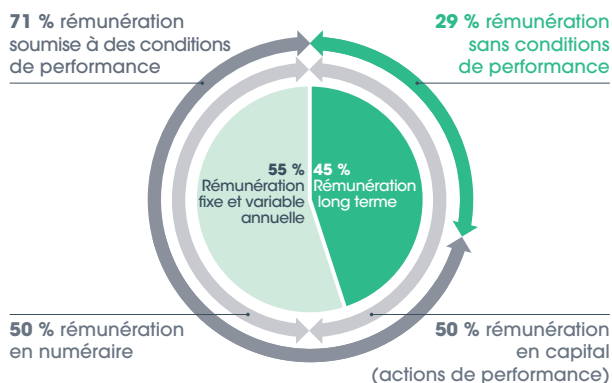 71 % rémunération
soumise à des conditions
de performance
29 % rémunération
sans conditions
de performance
55 %
Rémunération
fixe et variable
annuelle
45 %
Rémunération
long terme
50 % rémunération
en numéraire
50 % rémunération
en capital
(actions de performance)